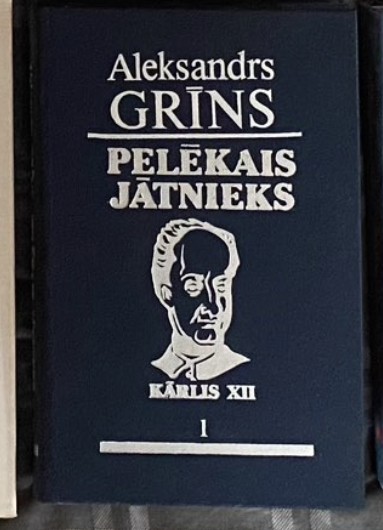 Aleksandrs
GRĪNS
PELĒKAIS
JĀTNIEKS
KĀRLIS XII
1